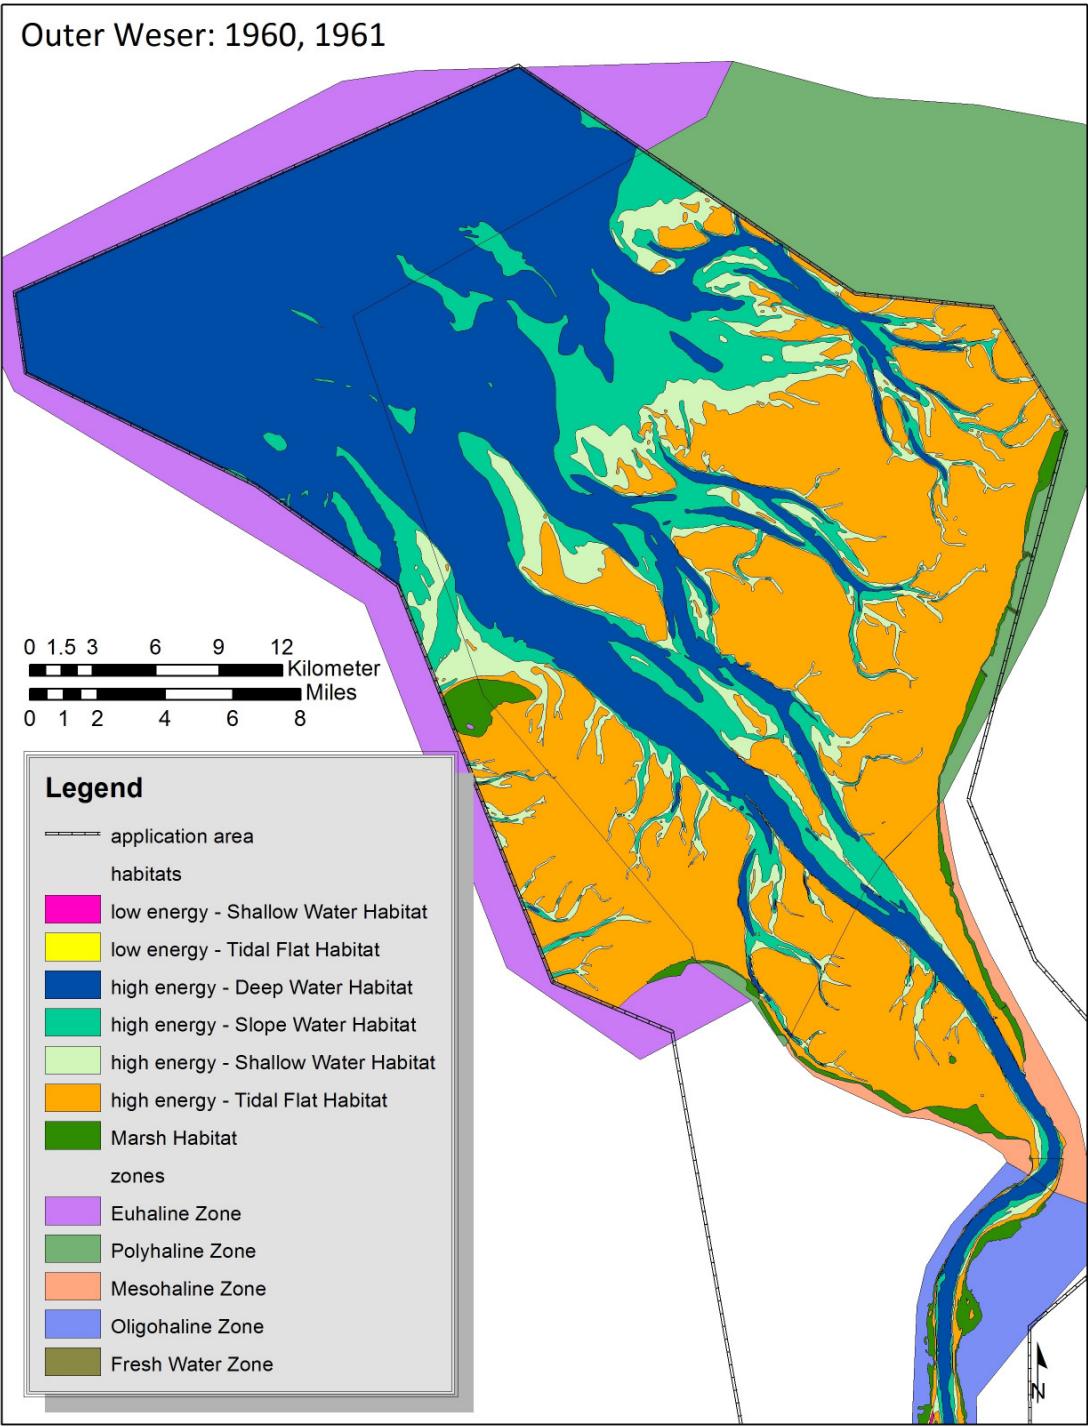 Outer Weser: 1960, 1961
0 1.5 3 6 9 12
Kilometer
Miles
0 1 2 4 6 8
Legend
application area
habitats
low energy - Shallow Water Habitat
low energy - Tidal Flat Habitat
high energy - Deep Water Habitat
high energy - Slope Water Habitat
high energy - Shallow Water Habitat
high energy - Tidal Flat Habitat
Marsh Habitat
zones
Euhaline Zone
Polyhaline Zone
Mesohaline Zone
Oligohaline Zone
Fresh Water Zone
N